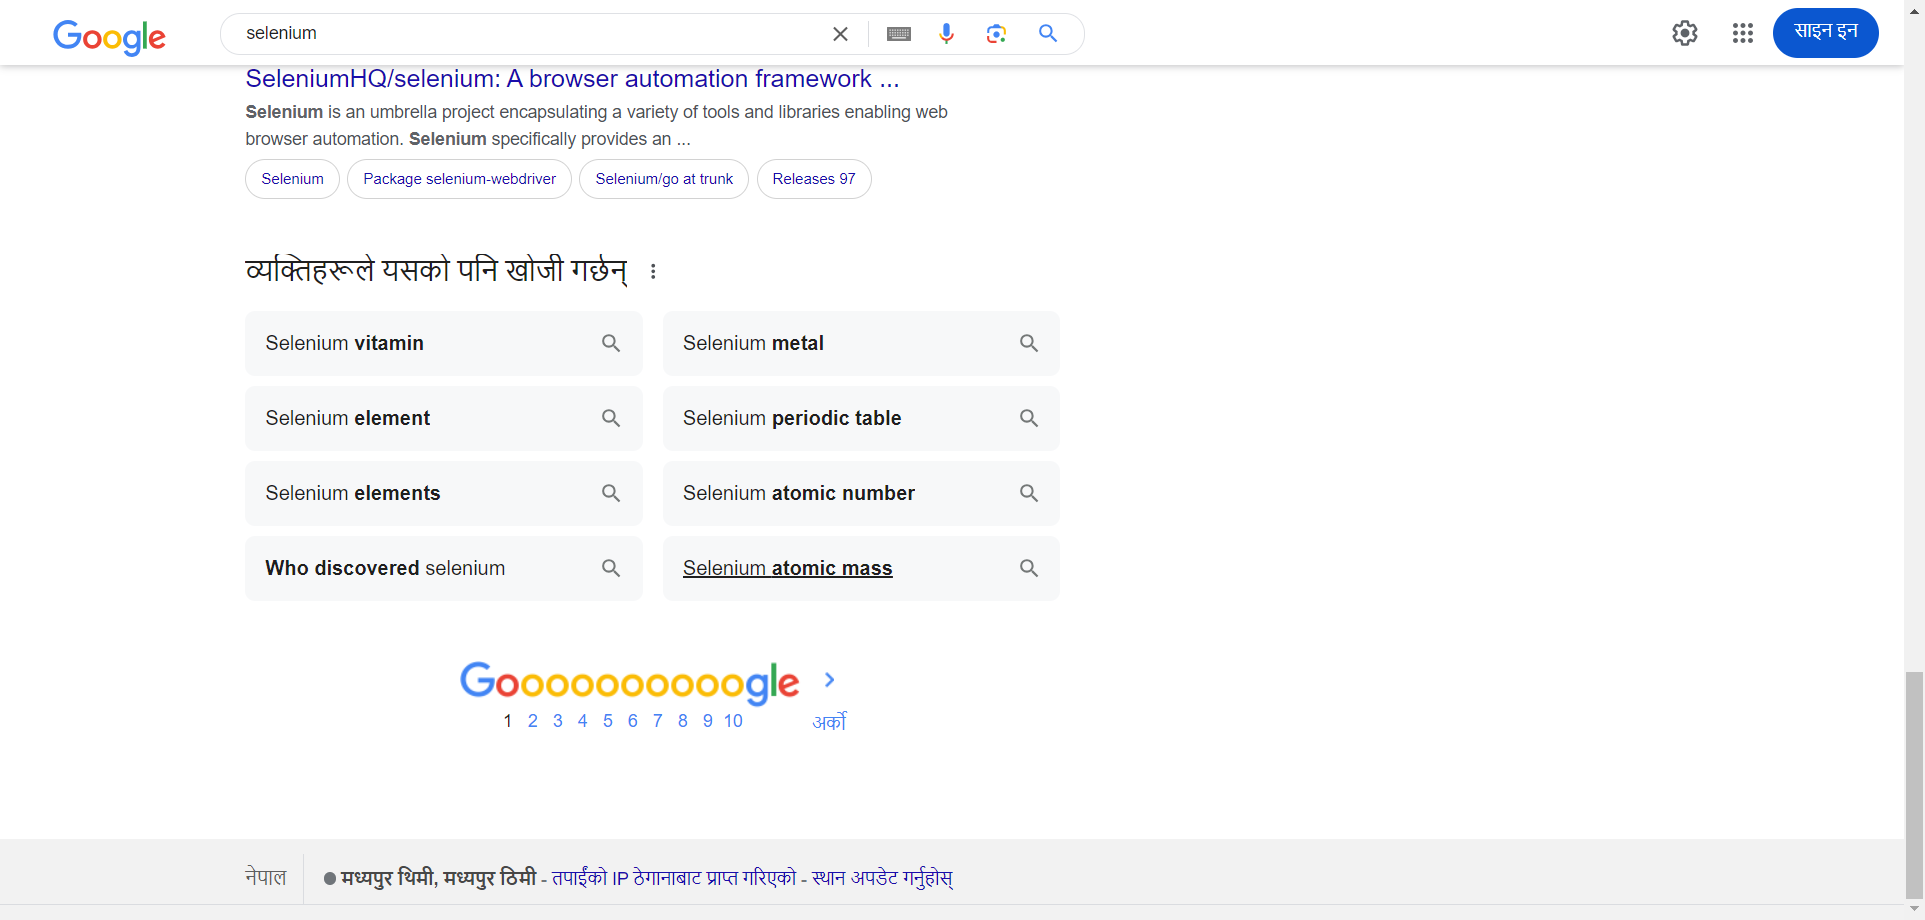 Google
selenium
साइन इन
SeleniumHQ/selenium: A browser automation framework ...
Selenium is an umbrella project encapsulating a variety of tools and libraries enabling web
browser automation. Selenium specifically provides an ...
Selenium
Package selenium-webdriver
Selenium/go at trunk
Releases 97
व्यक्तिहरूले यसको पनि खोजी गर्छन्
Selenium vitamin
Selenium metal
Selenium element
Selenium periodic table
Selenium elements
Selenium atomic number
Who discovered selenium
Selenium atomic mass
Goooooooooogle
1 2 3 4 5 6 7 8 9 10 अर्को
नेपाल
मध्यपुर थिमी, मध्यपुर ठिमी - तपाईंको IP ठेगानाबाट प्राप्त गरिएको - स्थान अपडेट गर्नुहोस्